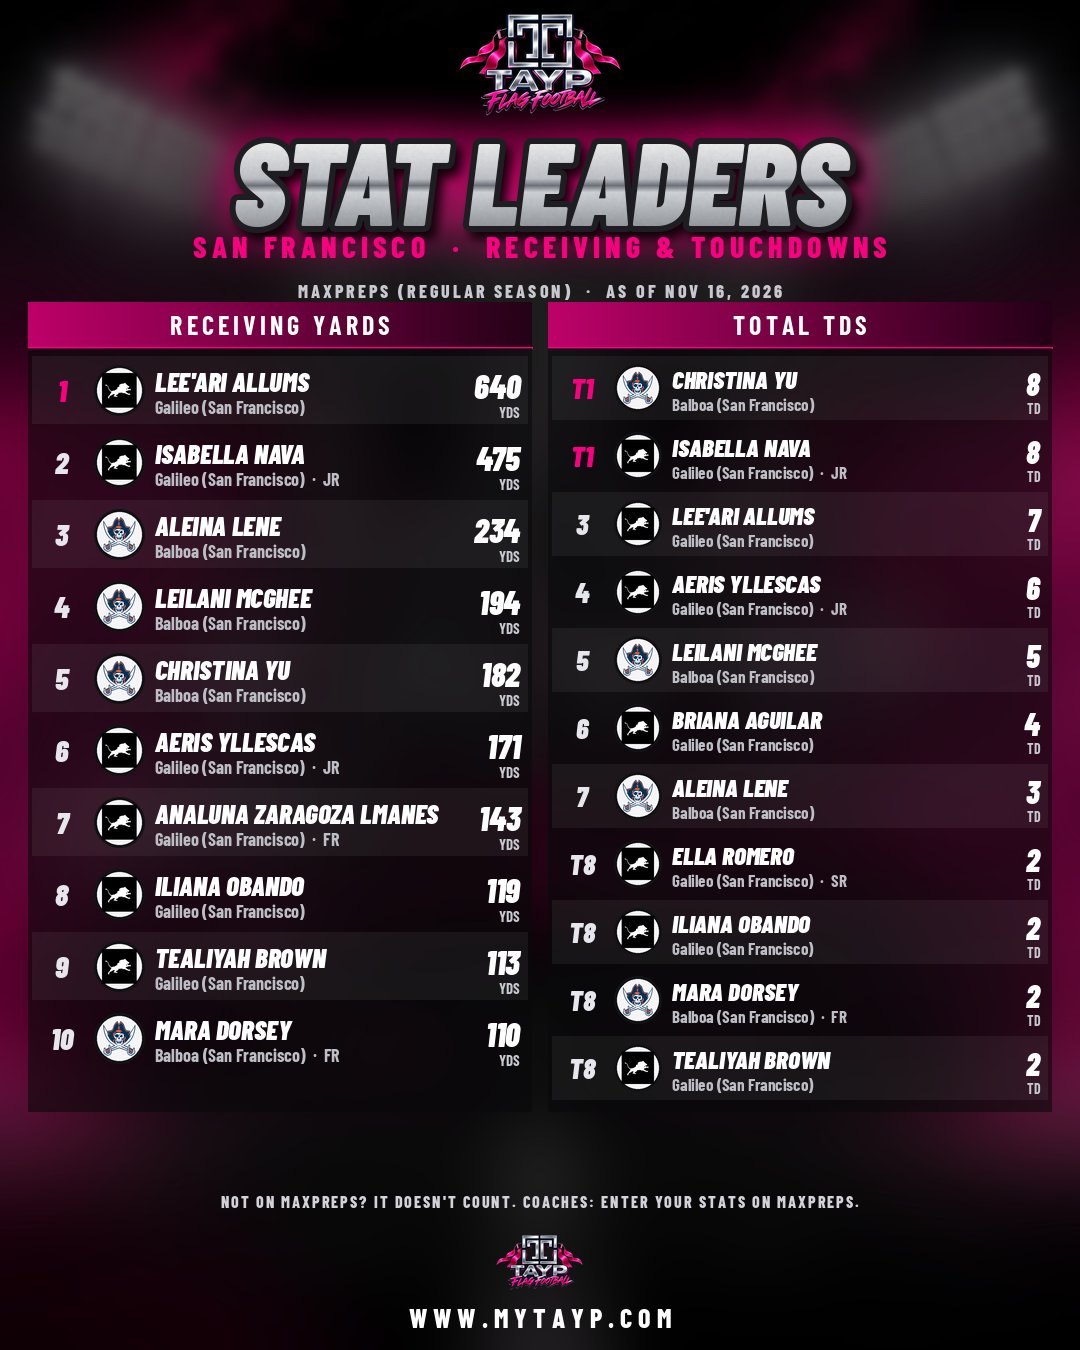 TAYP
FLAG FOOTBALL
STAT LEADERS
SAN FRANCISCO · RECEIVING & TOUCHDOWNS
MAXPREPS (REGULAR SEASON) · AS OF NOV 16, 2026
RECEIVING YARDS
1 LEE'ARI ALLUMS 640
Galileo (San Francisco) YDS
2 ISABELLA NAVA 475
Galileo (San Francisco) · JR YDS
3 ALEINA LENE 234
Balboa (San Francisco) YDS
4 LEILANI MCGHEE 194
Balboa (San Francisco) YDS
5 CHRISTINA YU 182
Balboa (San Francisco) YDS
6 AERIS YLLESCAS 171
Galileo (San Francisco) · JR YDS
7 ANALUNA ZARAGOZA LMANES 143
Galileo (San Francisco) · FR YDS
8 ILIANA OBANDO 119
Galileo (San Francisco) YDS
9 TEALIYAH BROWN 113
Galileo (San Francisco) YDS
10 MARA DORSEY 110
Balboa (San Francisco) · FR YDS
TOTAL TDS
T1 CHRISTINA YU 8
Balboa (San Francisco) TD
T1 ISABELLA NAVA 8
Galileo (San Francisco) · JR TD
3 LEE'ARI ALLUMS 7
Galileo (San Francisco) TD
4 AERIS YLLESCAS 6
Galileo (San Francisco) · JR TD
5 LEILANI MCGHEE 5
Balboa (San Francisco) TD
6 BRIANA AGUILAR 4
Galileo (San Francisco) TD
7 ALEINA LENE 3
Balboa (San Francisco) TD
T8 ELLA ROMERO 2
Galileo (San Francisco) · SR TD
T8 ILIANA OBANDO 2
Galileo (San Francisco) TD
T8 MARA DORSEY 2
Balboa (San Francisco) · FR TD
T8 TEALIYAH BROWN 2
Galileo (San Francisco) TD
NOT ON MAXPREPS? IT DOESN'T COUNT. COACHES: ENTER YOUR STATS ON MAXPREPS.
TAYP
FLAG FOOTBALL
WWW.MYTAYP.COM